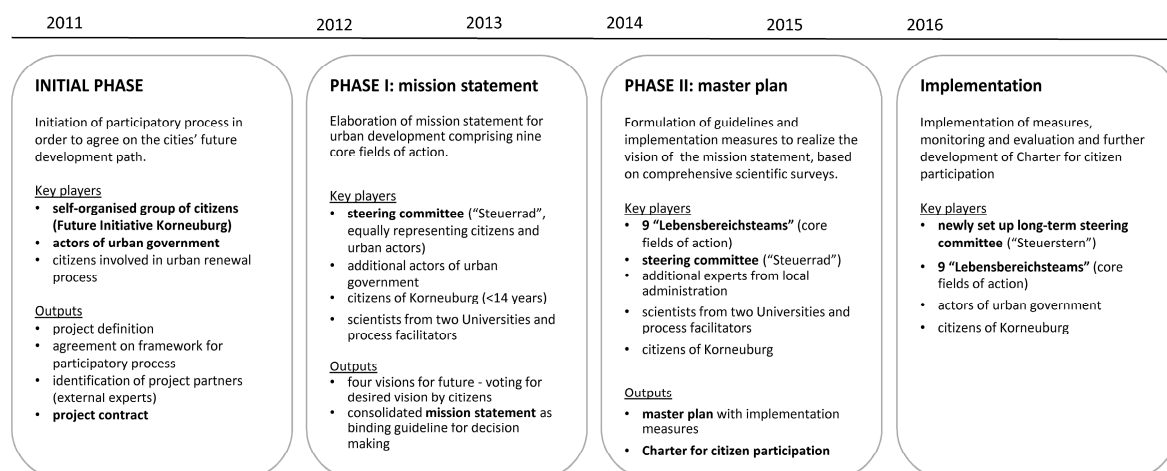 2011
2012
2013
2014
2015
2016
INITIAL PHASE
Initiation of participatory process in
order to agree on the cities’ future
development path.
Key players
• self-organised group of citizens
(Future Initiative Korneuburg)
• actors of urban government
• citizens involved in urban renewal
process
Outputs
• project definition
• agreement on framework for
participatory process
• identification of project partners
(external experts)
• project contract
PHASE I: mission statement
Elaboration of mission statement for
urban development comprising nine
core fields of action.
Key players
• steering committee (“Steuerrad”,
equally representing citizens and
urban actors)
• additional actors of urban
government
• citizens of Korneuburg (<14 years)
• scientists from two Universities and
process facilitators
Outputs
• four visions for future - voting for
desired vision by citizens
• consolidated mission statement as
binding guideline for decision
making
PHASE II: master plan
Formulation of guidelines and
implementation measures to realize the
vision of the mission statement, based
on comprehensive scientific surveys.
Key players
• 9 “Lebensbereichsteams” (core
fields of action)
• steering committee (“Steuerrad”)
• additional experts from local
administration
• scientists from two Universities and
process facilitators
• citizens of Korneuburg
Outputs
• master plan with implementation
measures
• Charter for citizen participation
Implementation
Implementation of measures,
monitoring and evaluation and further
development of Charter for citizen
participation
Key players
• newly set up long-term steering
committee (“Steuerstern”)
• 9 “Lebensbereichsteams” (core
fields of action)
• actors of urban government
• citizens of Korneuburg